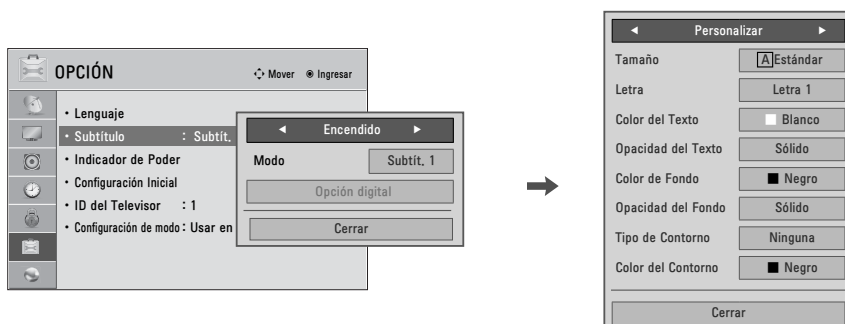 OPCIÓN
Mover Ingresar
• Lenguaje
• Subtítulo : Subtít.
• Indicador de Poder
• Configuración Inicial
• ID del Televisor : 1
• Configuración de modo : Usar en
◄ Encendido ►
Modo Subtít. 1
Opción digital
Cerrar
◄ Personalizar ►
Tamaño A Estándar
Letra Letra 1
Color del Texto Blanco
Opacidad del Texto Sólido
Color de Fondo Negro
Opacidad del Fondo Sólido
Tipo de Contorno Ninguna
Color del Contorno Negro
Cerrar